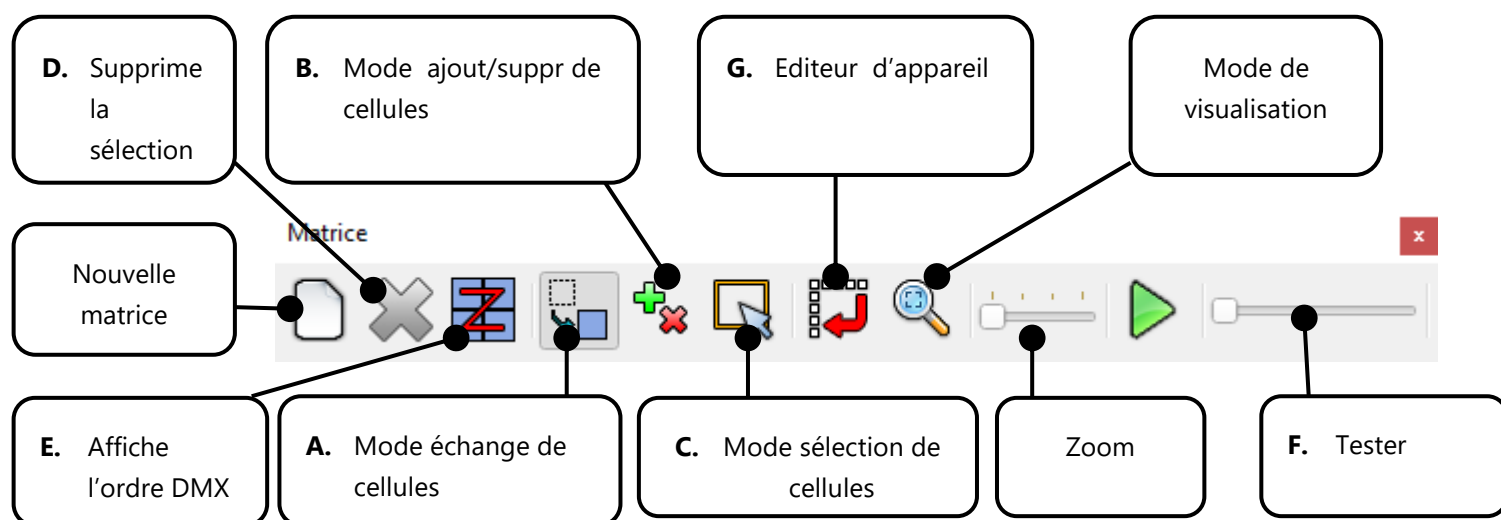 D. Supprime
la
sélection
B. Mode ajout/suppr de
cellules
G. Editeur d'appareil
Mode de
visualisation
Matrice
x
Nouvelle
matrice
E. Affiche
l'ordre DMX
A. Mode échange de
cellules
C. Mode sélection de
cellules
Zoom
F. Tester